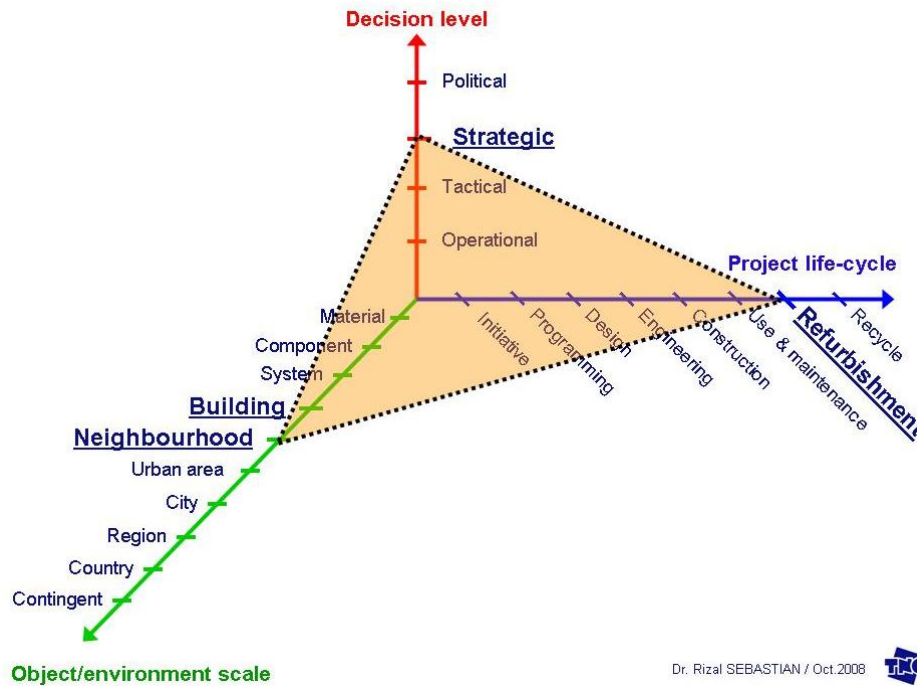 Decision level
Political
Strategic
Tactical
Operational
Project life-cycle
Initiative
Programming
Design
Engineering
Construction
Use & maintenance
Refurbishment
Recycle
Material
Component
System
Building
Neighbourhood
Urban area
City
Region
Country
Contingent
Object/environment scale
Dr. Rizal SEBASTIAN / Oct.2008
TNO